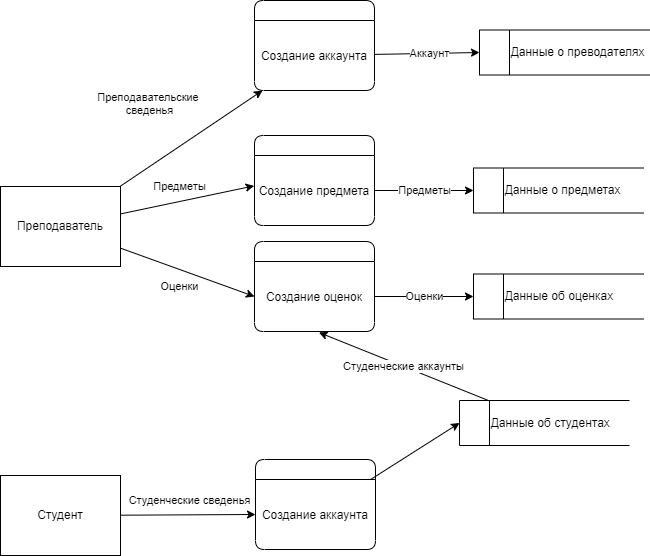 Создание аккаунта
Аккаунт
Данные о преводателях
Преподавательские
сведенья
Предметы
Создание предмета
Предметы
Данные о предметах
Преподаватель
Оценки
Создание оценок
Оценки
Данные об оценках
Студенческие аккаунты
Данные об студентах
Студенческие сведенья
Студент
Создание аккаунта